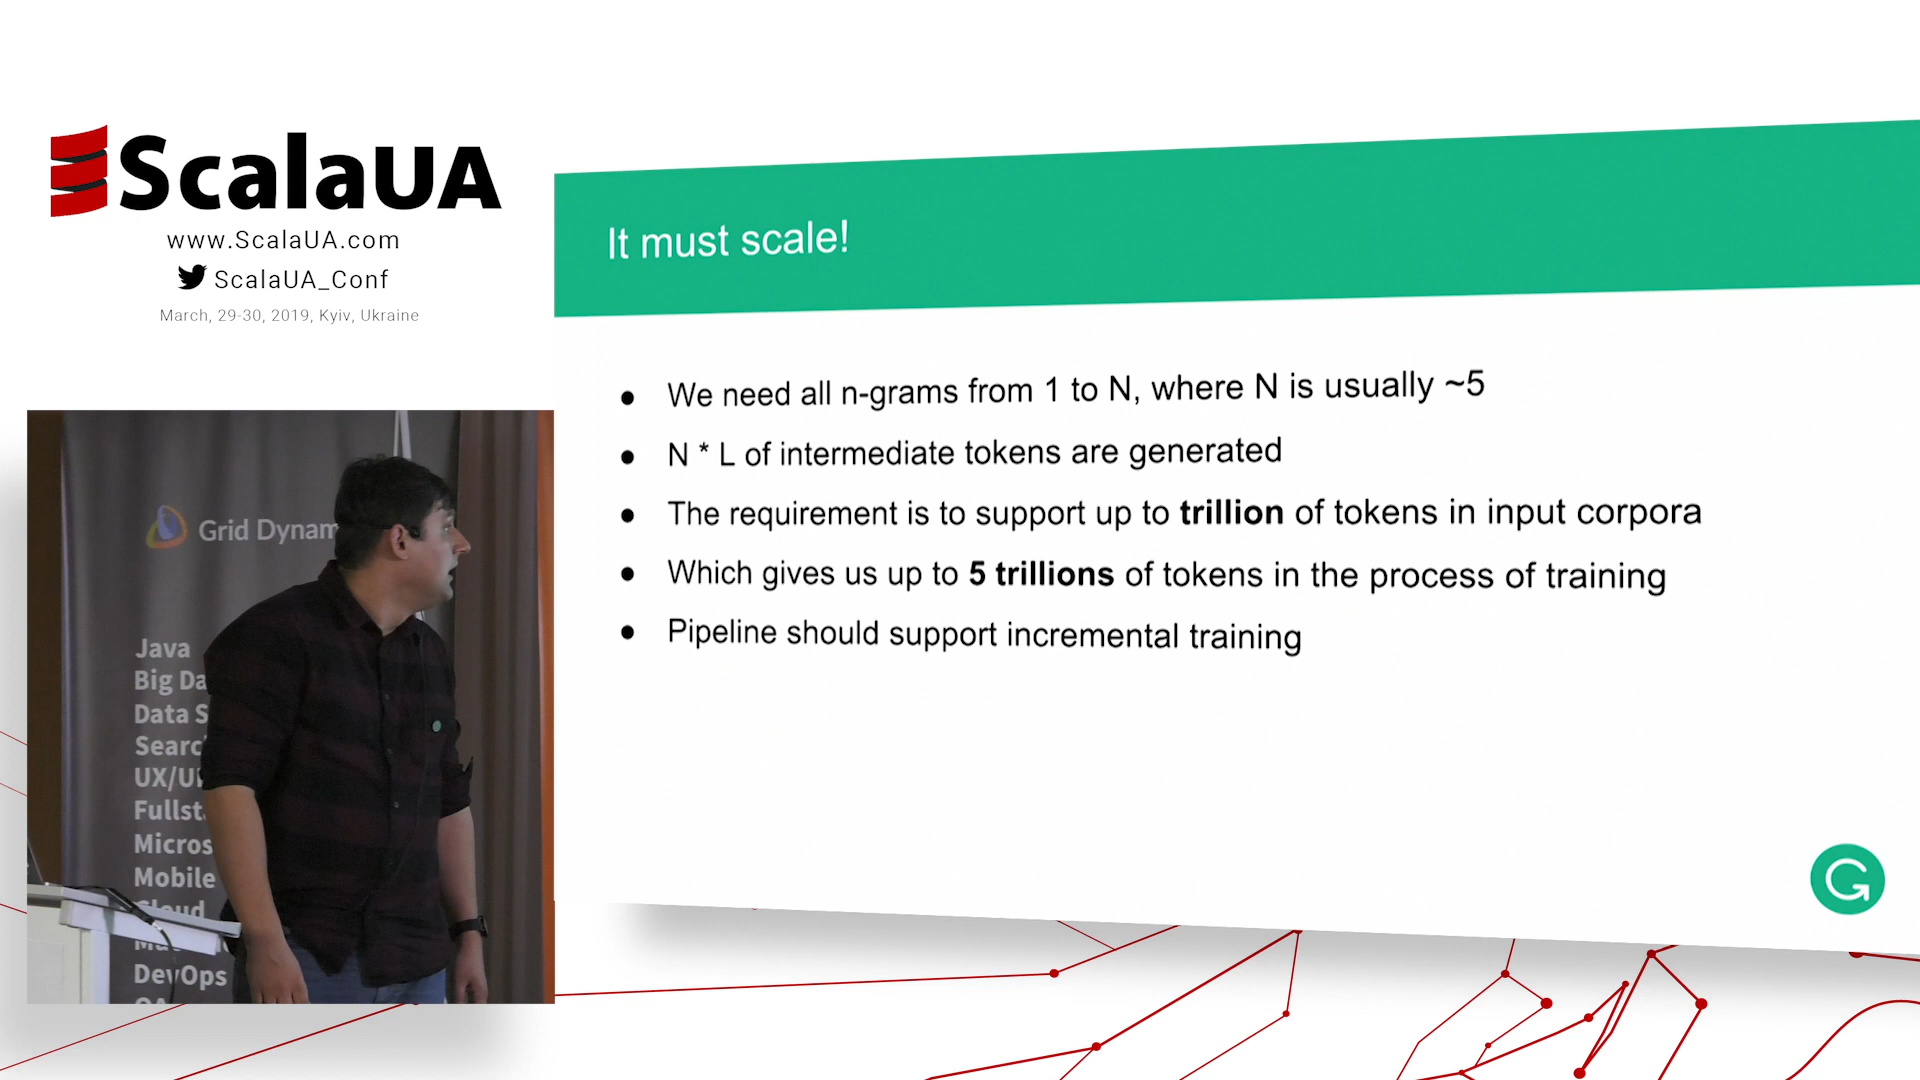 ScalaUA
www.ScalaUA.com
ScalaUA_Conf
March, 29-30, 2019, Kyiv, Ukraine
It must scale!
We need all n-grams from 1 to N, where N is usually ~5
N * L of intermediate tokens are generated
The requirement is to support up to trillion of tokens in input corpora
Which gives us up to 5 trillions of tokens in the process of training
Pipeline should support incremental training
G
Grid Dynam
Java
Big Da
Data S
Searc
UX/UI
Fullst
Micros
Mobile
Cloud
DevOps
QA